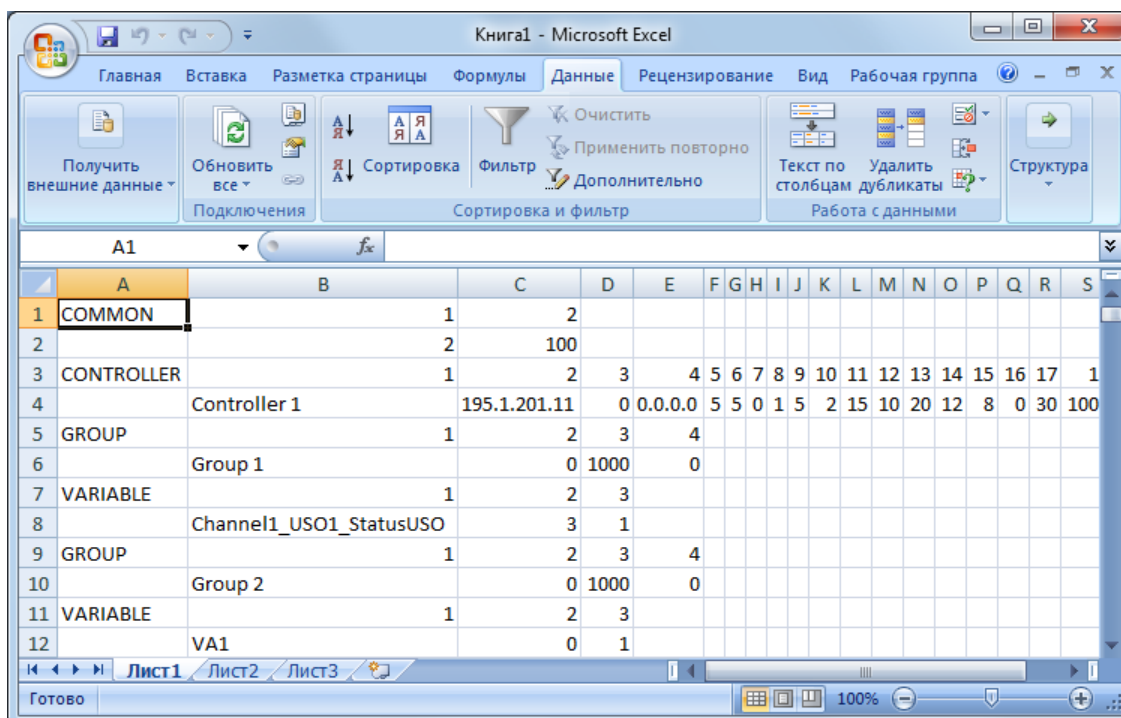 Книга1 - Microsoft Excel
Главная Вставка Разметка страницы Формулы Данные Рецензирование Вид Рабочая группа
Получить внешние данные
Обновить все
Подключения
Сортировка
Фильтр
Очистить
Применить повторно
Дополнительно
Сортировка и фильтр
Текст по столбцам
Удалить дубликаты
Работа с данными
Структура
A1 fx
A B C D E F G H I J K L M N O P Q R S
1 COMMON 1 2
2 2 100
3 CONTROLLER 1 2 3 4 5 6 7 8 9 10 11 12 13 14 15 16 17 1
4 Controller 1 195.1.201.11 0 0.0.0.0 5 5 0 1 5 2 15 10 20 12 8 0 30 100
5 GROUP 1 2 3 4
6 Group 1 0 1000 0
7 VARIABLE 1 2 3
8 Channel1_USO1_StatusUSO 3 1
9 GROUP 1 2 3 4
10 Group 2 0 1000 0
11 VARIABLE 1 2 3
12 VA1 0 1
Лист1 Лист2 Лист3
Готово 100%